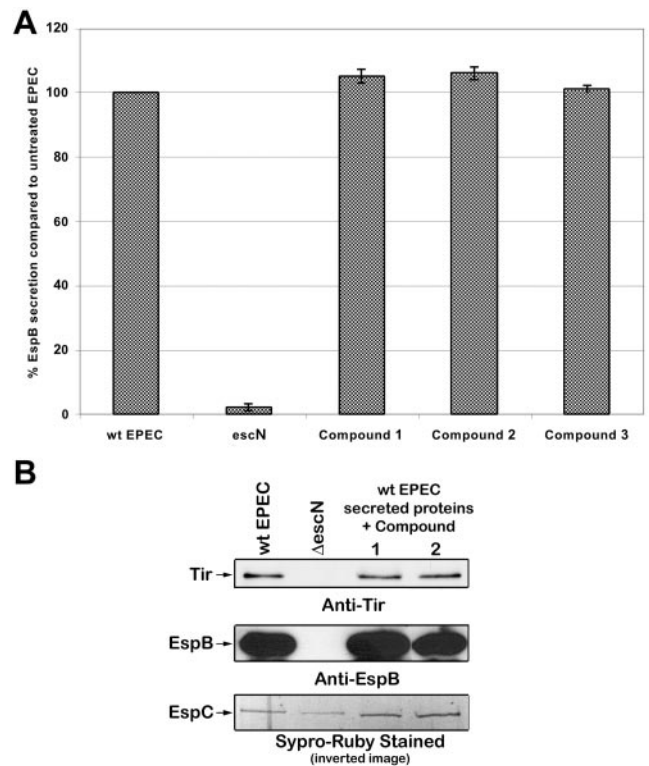 A
% EspB secretion compared to untreated EPEC
120
100
80
60
40
20
0
wt EPEC escN Compound 1 Compound 2 Compound 3
B
wt EPEC
ΔescN
wt EPEC
secreted proteins
+ Compound
1 2
Tir
Anti-Tir
EspB
Anti-EspB
EspC
Sypro-Ruby Stained
(inverted image)